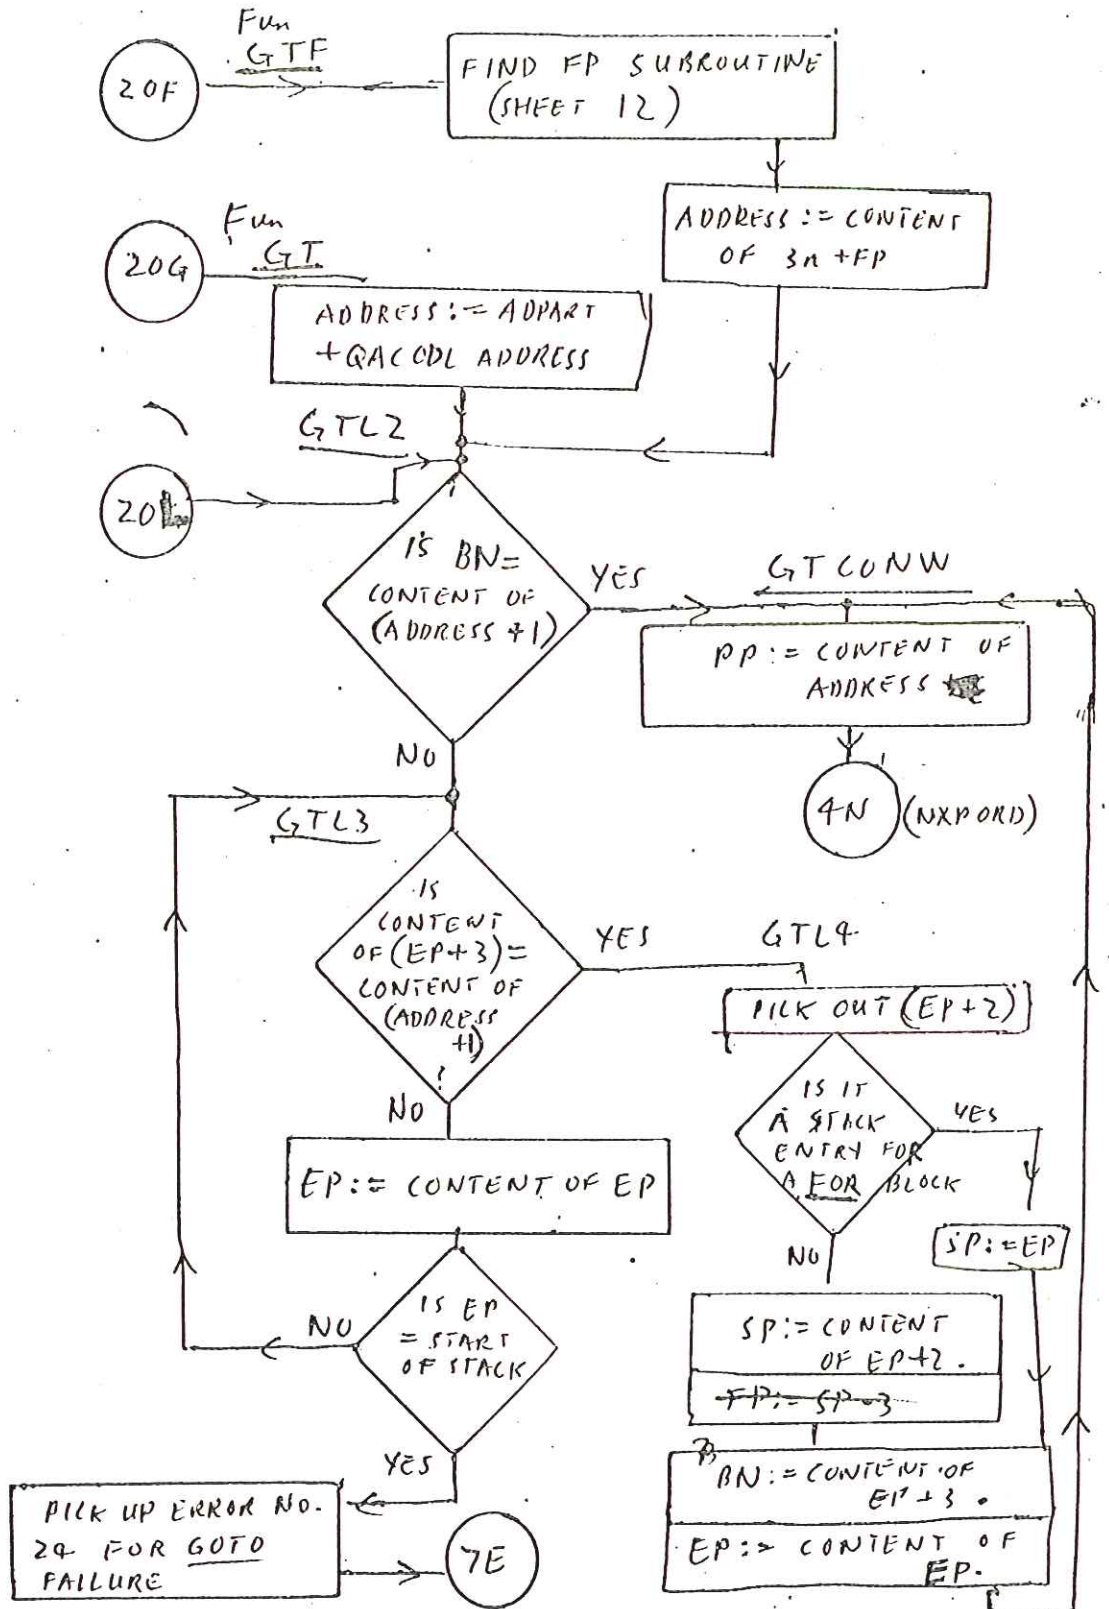 Fun
GTF
20F
FIND FP SUBROUTINE
(SHEET 12)
ADDRESS := CONTENT
OF 3n +FP
Fun
GT
20G
ADDRESS := ADPART
+QACODL ADDRESS
GTL2
20L
IS BN=
CONTENT OF
(ADDRESS +1)
?
YES
GTCONW
PP := CONTENT OF
ADDRESS
NO
4N
(NXPORD)
GTL3
IS
CONTENT
OF (EP+3)=
CONTENT OF
(ADDRESS
+1)
?
YES
GTL4
PICK OUT (EP+2)
NO
IS IT
A STACK
ENTRY FOR
A FOR BLOCK
YES
EP:= CONTENT OF EP
SP:=EP
NO
IS EP
=START
OF STACK
NO
SP:= CONTENT
OF EP+2.
FP:= SP-3
YES
BN:= CONTENT OF
EP+3.
EP:= CONTENT OF
EP.
PICK UP ERROR NO.
24 FOR GOTO
FAILURE
7E